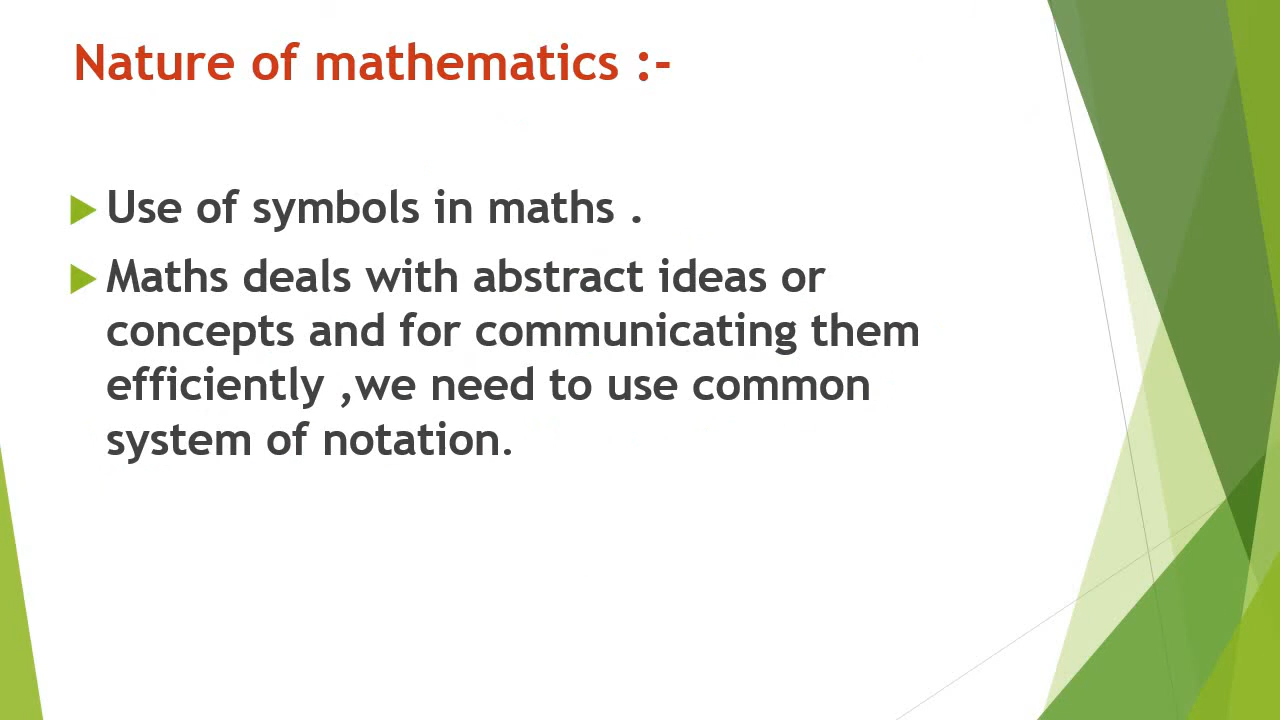 Nature of mathematics :-
Use of symbols in maths .
Maths deals with abstract ideas or
concepts and for communicating them
efficiently ,we need to use common
system of notation.